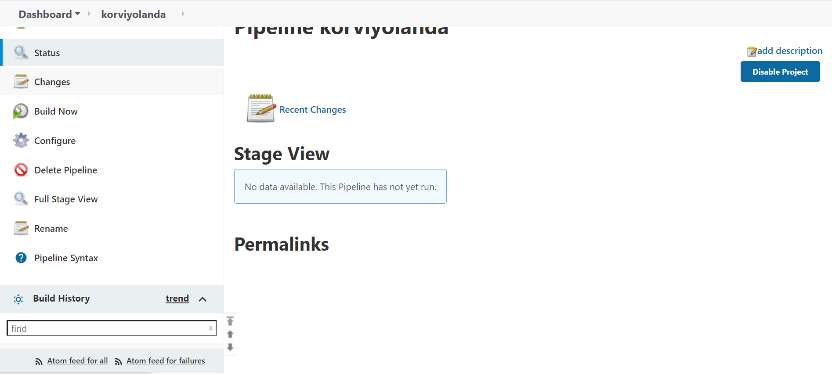 Dashboard
korviyolanda
Status
Changes
Build Now
Configure
Delete Pipeline
Full Stage View
Rename
Pipeline Syntax
Build History
trend
find
x
Atom feed for all
Atom feed for failures
Pipeline korviyolanda
add description
Disable Project
Recent Changes
Stage View
No data available. This Pipeline has not yet run.
Permalinks